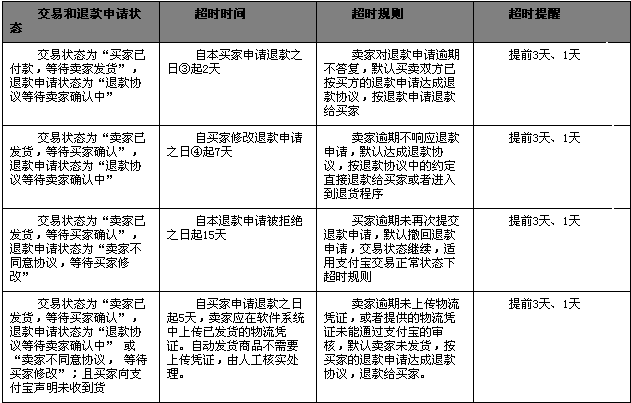 交易和退款申请状
态
超时时间
超时规则
超时提醒
交易状态为“买家已
付款，等待卖家发货”，
退款申请状态为“退款协
议等待卖家确认中”
自本买家申请退款之
日③起2天
卖家对退款申请逾期
不答复，默认买卖双方已
按买方的退款申请达成退
款协议，按退款申请退款
给买家
提前3天、1天
交易状态为“卖家已
发货，等待买家确认”，
退款申请状态为“退款协
议等待卖家确认中”
自买家修改退款申请
之日④起7天
卖家逾期不响应退款
申请，默认达成退款协
议，按退款协议中的约定
直接退款给买家或者进入
到退货程序
提前3天、1天
交易状态为“卖家已
发货，等待买家确认”，
退款申请状态为“卖家不
同意协议，等待买家修
改”
自本退款申请被拒绝
之日起15天
买家逾期未再次提交
退款申请，默认撤回退款
申请，交易状态继续，适
用支付宝交易正常状态下
超时规则
提前3天、1天
交易状态为“卖家已
发货，等待买家确认”，
退款申请状态为“退款协
议等待卖家确认中” 或
“卖家不同意协议， 等待
买家修改”；且买家向支
付宝声明未收到货
自买家申请退款之日
起5天，卖家应在软件系统
中上传已发货的物流凭
证。自动发货商品不需要
上传凭证，由人工核实处
理。
卖家逾期未上传物流
凭证，或者提供的物流凭
证未能通过支付宝的审
核，默认卖家未发货，按
买家的退款申请达成退款
协议，退款给买家。
提前3天、1天